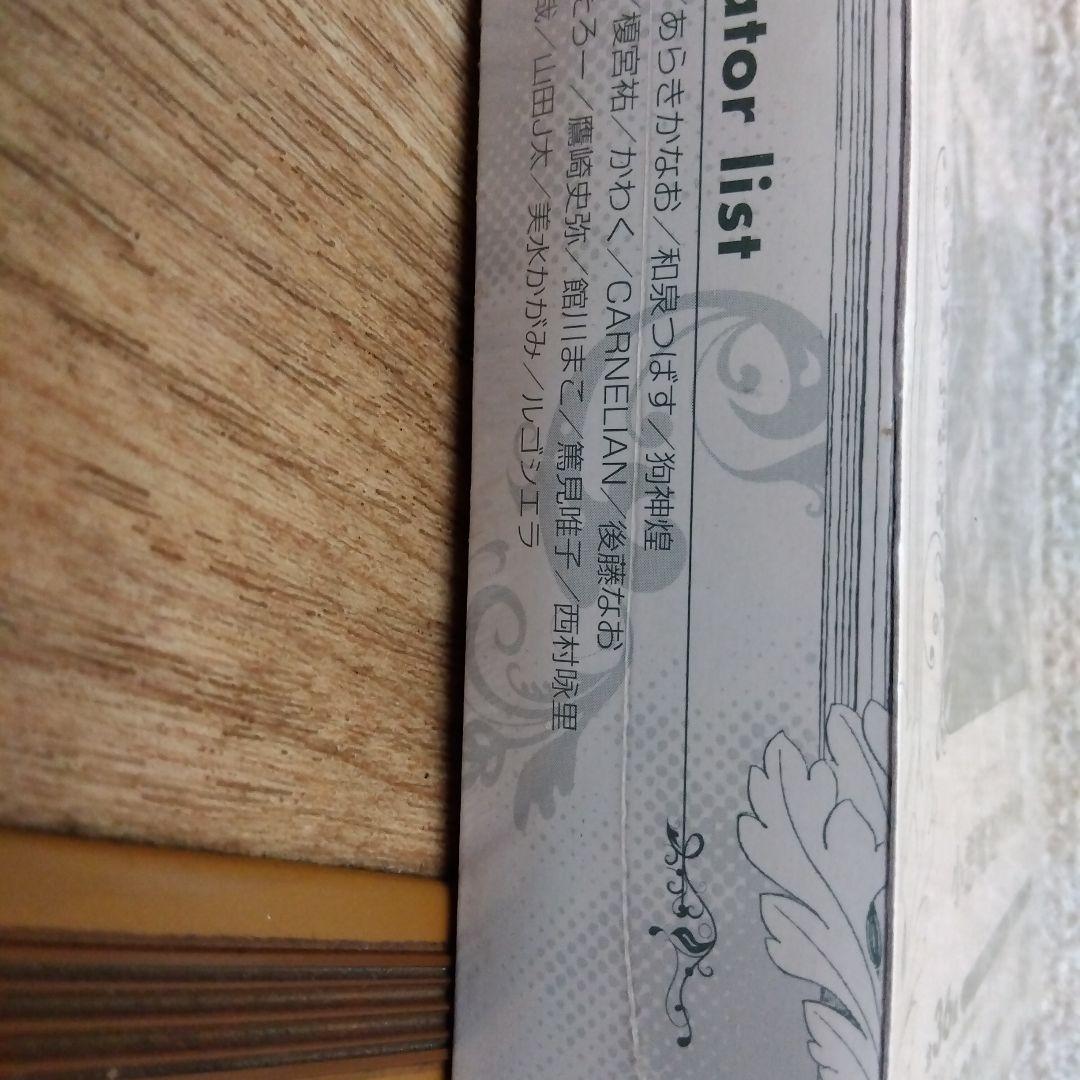 ator list
／あらきかなお／和泉つばす／狗神煌
／榎宮祐／かわく／CARNELIAN／後藤なお
たろー／鷹崎史弥／館川まこ／篤見唯子／西村咏里
哉／山田J太／美水かがみ／ルゴシエラ